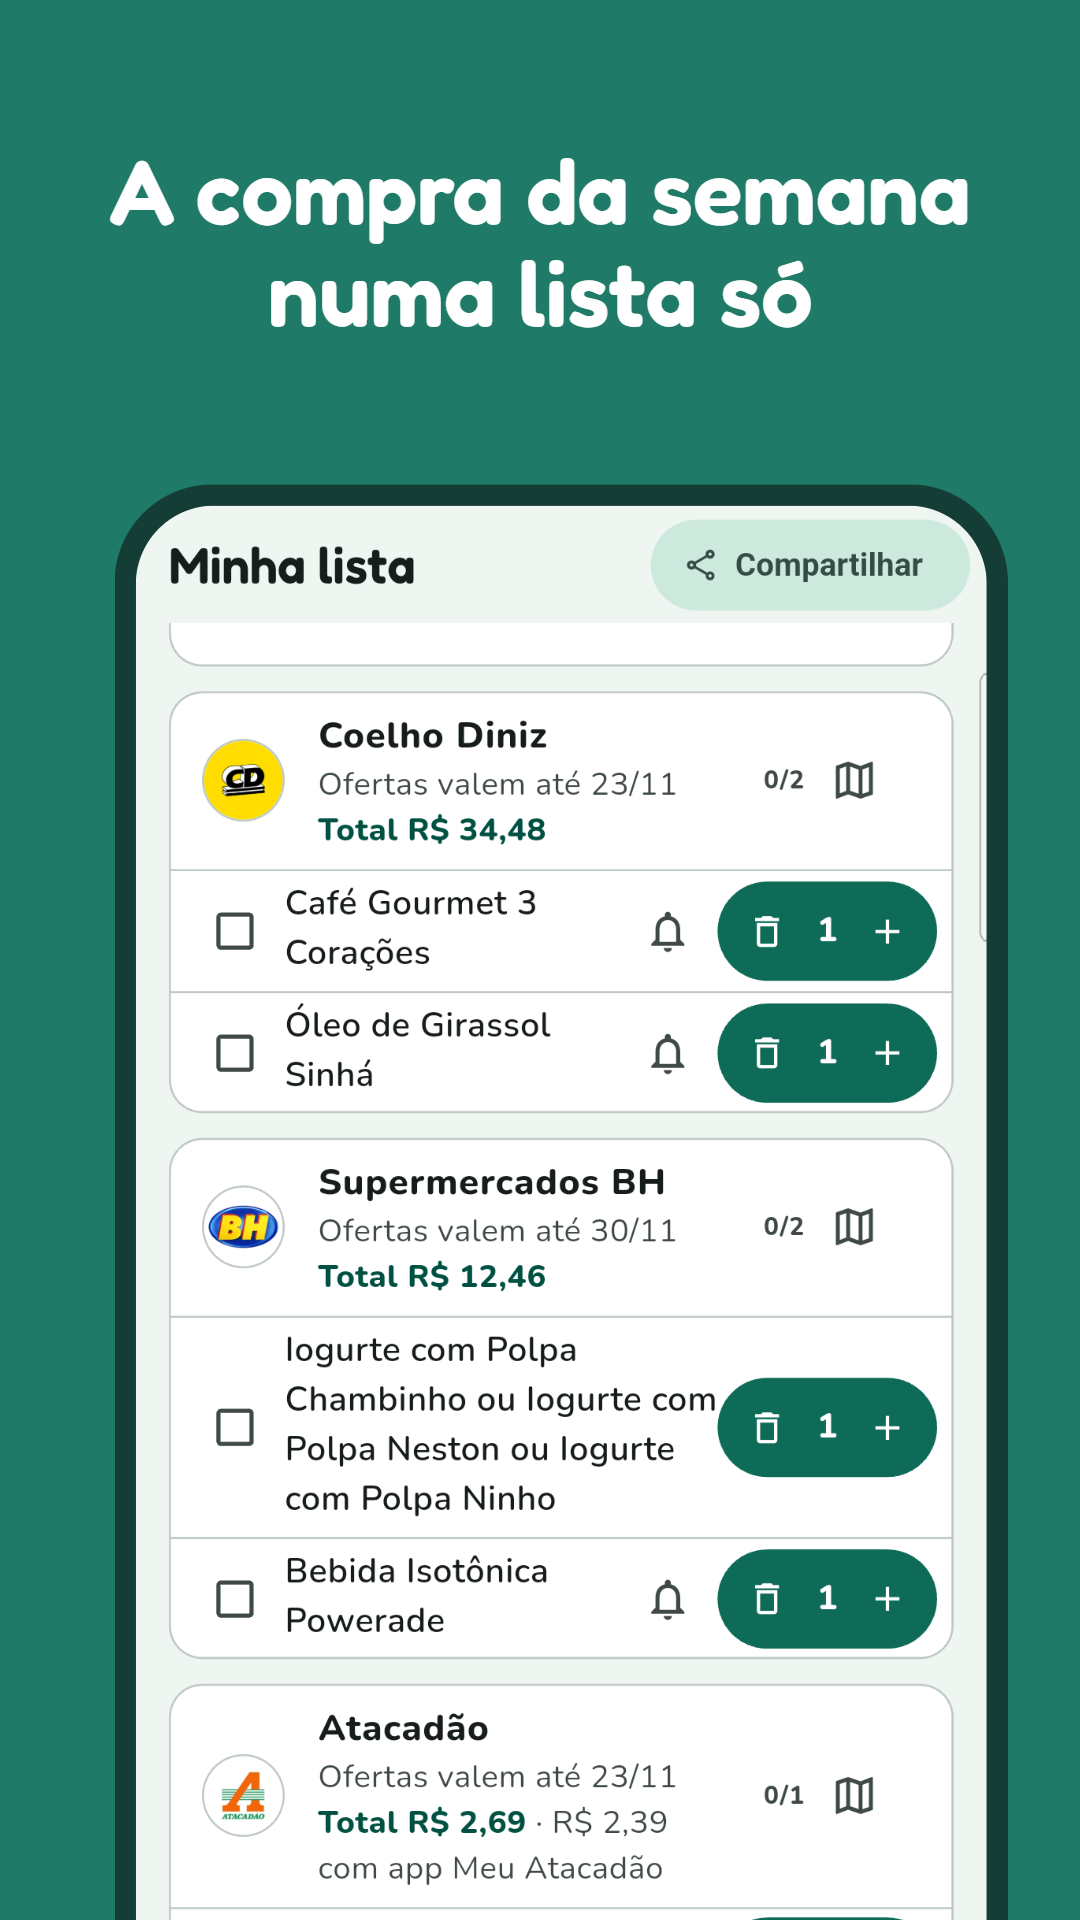 A compra da semana
numa lista só
Minha lista
Compartilhar
Coelho Diniz
CD
Ofertas valem até 23/11
0/2
Total R$ 34,48
Café Gourmet 3
Corações
1
Óleo de Girassol
Sinhá
1
Supermercados BH
BH
Ofertas valem até 30/11
0/2
Total R$ 12,46
Iogurte com Polpa
Chambinho ou Iogurte com
Polpa Neston ou Iogurte
com Polpa Ninho
1
Bebida Isotônica
Powerade
1
Atacadão
A
ATACADÃO
Ofertas valem até 23/11
0/1
Total R$ 2,69 · R$ 2,39
com app Meu Atacadão